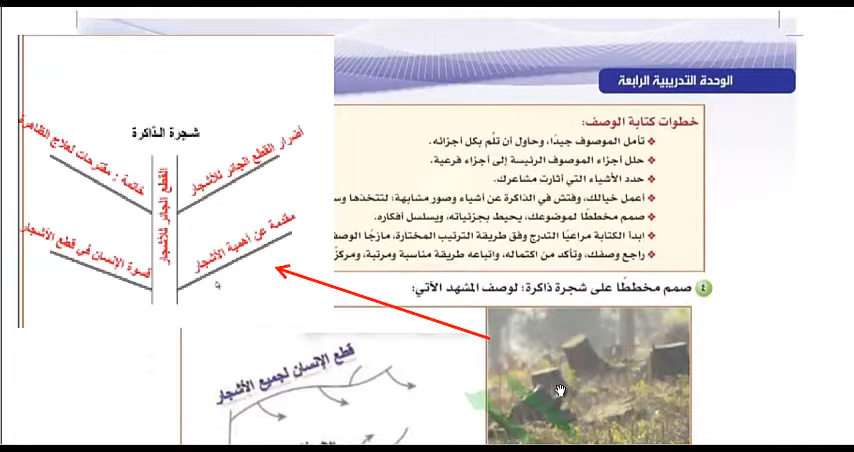 الوحدة التدريبية الرابعة
خطوات كتابة الوصف:
❖ تأمل الموصوف جيدًا، وحاول أن تلم بكل أجزائه.
❖ حلل أجزاء الموصوف الرئيسة إلى أجزاء فرعية.
❖ حدد الأشياء التي أثارت مشاعرك.
❖ أعمل خيالك، وفتش في الذاكرة عن أشياء وصور مشابهة؛ لتتخذها
❖ صمم مخططًا لموضوعك، يحيط بجزئياته، ويسلسل أفكاره.
❖ ابدأ الكتابة مراعيًا التدرج وفق طريقة الترتيب المختارة، مازجًا
❖ راجع وصفك، وتأكد من اكتماله، واتباعه طريقة مناسبة ومرتبة،
٤ صمم مخططًا على شجرة ذاكرة؛ لوصف المشهد الآتي:
شجرة الذاكرة
أضرار القطع الجائر للأشجار
خاتمة : مقترحات لعلاج الظاهرة
القطع الجائر للأشجار
مقدمة عن أهمية الأشجار
قسوة الإنسان في قطع الأشجار
قطع الإنسان لجميع الأشجار